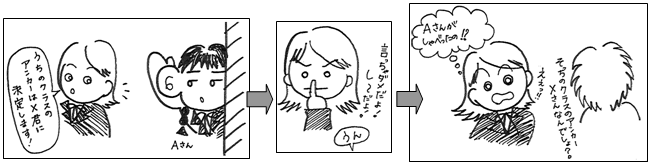 うちのクラスの
アンカーはX君に
決定します！
Aさん
言っちゃダメだよ！
し〜だよ。
うん
Aさんが
しゃべったの!?
ええっ!
そっちのクラスのアンカー
Xさんなんでしょ？。